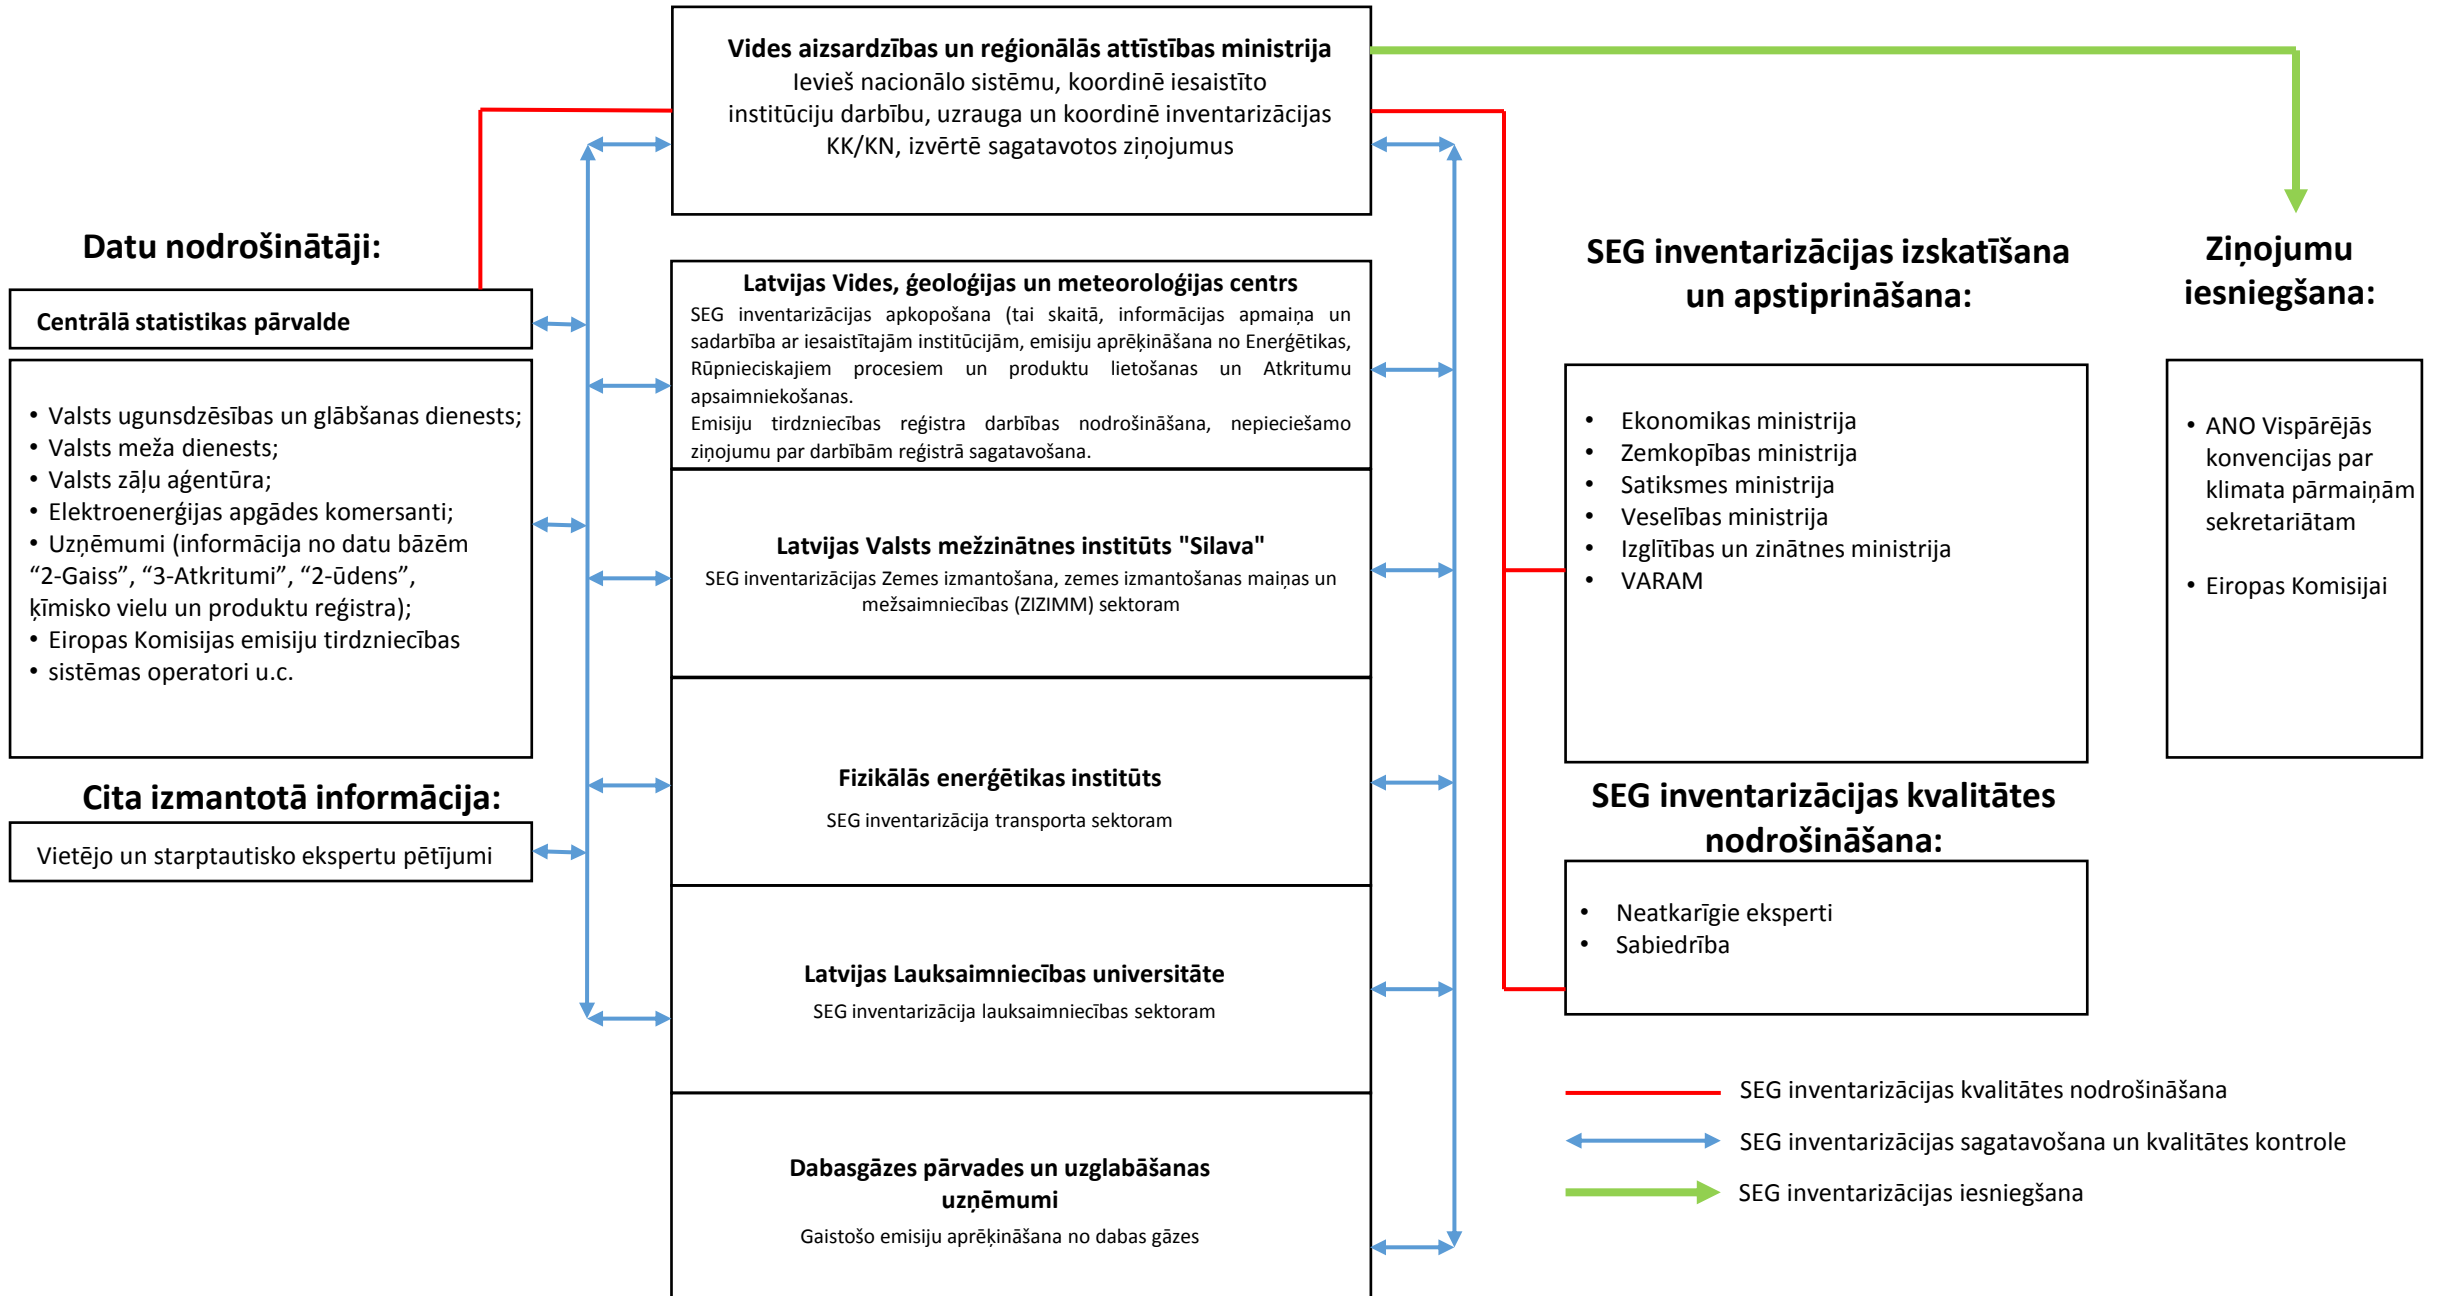 Vides aizsardzības un reģionālās attīstības ministrija
Ievieš nacionālo sistēmu, koordinē iesaistīto
institūciju darbību, uzrauga un koordinē inventarizācijas
KK/KN, izvērtē sagatavotos ziņojumus
Datu nodrošinātāji:
Centrālā statistikas pārvalde
• Valsts ugunsdzēsības un glābšanas dienests;
• Valsts meža dienests;
• Valsts zāļu aģentūra;
• Elektroenerģijas apgādes komersanti;
• Uzņēmumi (informācija no datu bāzēm
“2-Gaiss”, “3-Atkritumi”, “2-ūdens”,
ķīmisko vielu un produktu reģistra);
• Eiropas Komisijas emisiju tirdzniecības
• sistēmas operatori u.c.
Cita izmantotā informācija:
Vietējo un starptautisko ekspertu pētījumi
Latvijas Vides, ģeoloģijas un meteoroloģijas centrs
SEG inventarizācijas apkopošana (tai skaitā, informācijas apmaiņa un
sadarbība ar iesaistītajām institūcijām, emisiju aprēķināšana no Enerģētikas,
Rūpnieciskajiem procesiem un produktu lietošanas un Atkritumu
apsaimniekošanas.
Emisiju tirdzniecības reģistra darbības nodrošināšana, nepieciešamo
ziņojumu par darbībām reģistrā sagatavošana.
Latvijas Valsts mežzinātnes institūts "Silava"
SEG inventarizācijas Zemes izmantošana, zemes izmantošanas maiņas un
mežsaimniecības (ZIZIMM) sektoram
Fizikālās enerģētikas institūts
SEG inventarizācija transporta sektoram
Latvijas Lauksaimniecības universitāte
SEG inventarizācija lauksaimniecības sektoram
Dabasgāzes pārvades un uzglabāšanas
uzņēmumi
Gaistošo emisiju aprēķināšana no dabas gāzes
SEG inventarizācijas izskatīšana
un apstiprināšana:
• Ekonomikas ministrija
• Zemkopības ministrija
• Satiksmes ministrija
• Veselības ministrija
• Izglītības un zinātnes ministrija
• VARAM
SEG inventarizācijas kvalitātes
nodrošināšana:
• Neatkarīgie eksperti
• Sabiedrība
Ziņojumu
iesniegšana:
• ANO Vispārējās
konvencijas par
klimata pārmaiņām
sekretariātam
• Eiropas Komisijai
SEG inventarizācijas kvalitātes nodrošināšana
SEG inventarizācijas sagatavošana un kvalitātes kontrole
SEG inventarizācijas iesniegšana